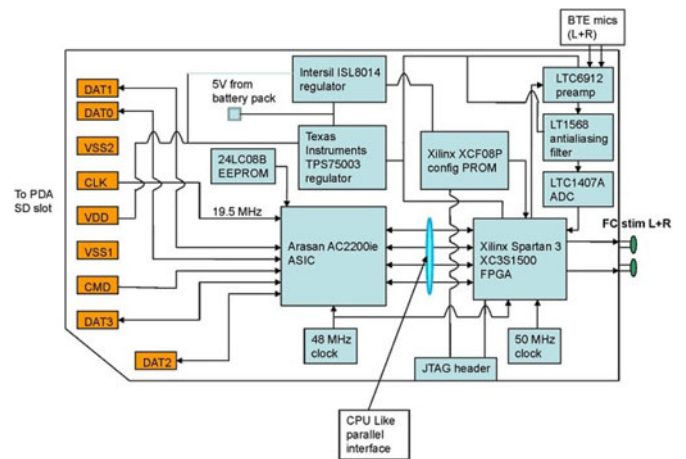 BTE mics
(L+R)
Intersil ISL8014
regulator
LTC6912
preamp
DAT1
5V from
battery pack
DAT0
Texas
Instruments
TPS75003
regulator
LT1568
antialiasing
filter
VSS2
24LC08B
EEPROM
Xilinx XCF08P
config PROM
CLK
LTC1407A
ADC
To PDA
SD slot
VDD
19.5 MHz
FC stim L+R
VSS1
Arasan AC2200ie
ASIC
Xilinx Spartan 3
XC3S1500
FPGA
CMD
DAT3
48 MHz
clock
50 MHz
clock
DAT2
JTAG header
CPU Like
parallel
interface